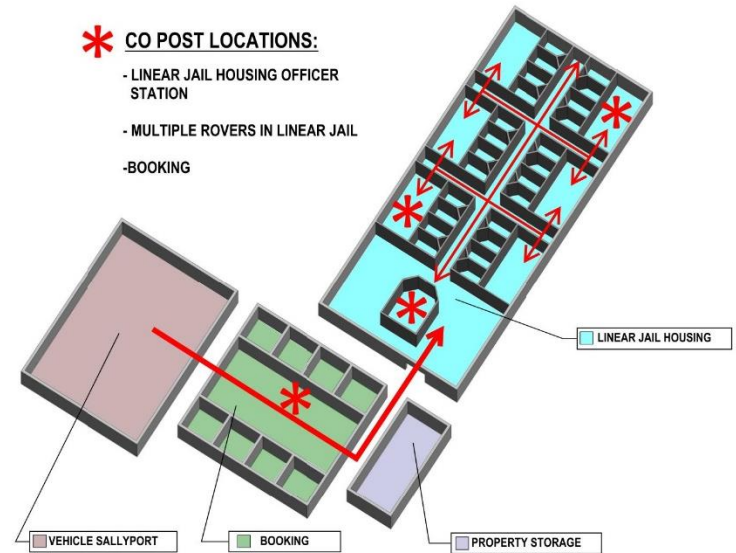 CO POST LOCATIONS:
- LINEAR JAIL HOUSING OFFICER
STATION
- MULTIPLE ROVERS IN LINEAR JAIL
-BOOKING
LINEAR JAIL HOUSING
VEHICLE SALLYPORT
BOOKING
PROPERTY STORAGE